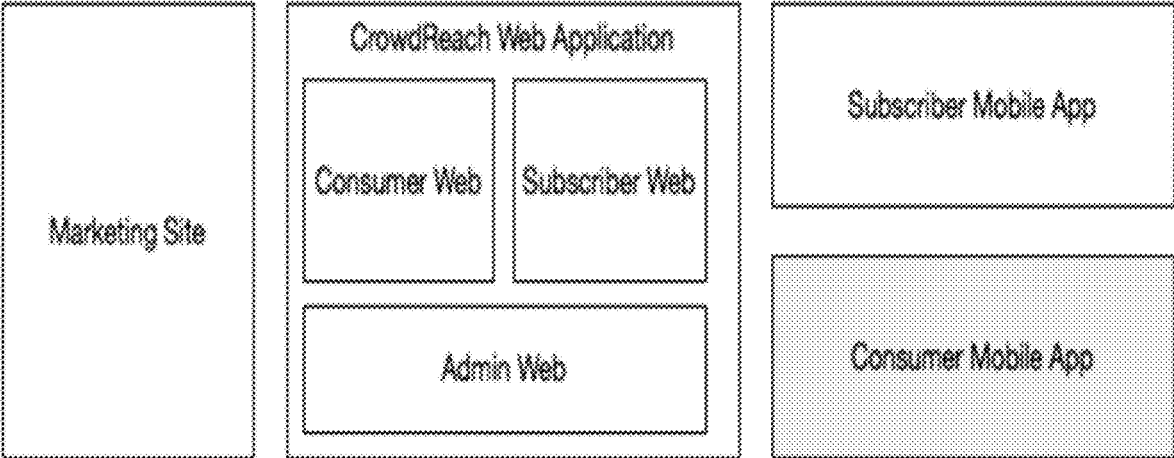 Marketing Site
CrowdReach Web Application
Consumer Web
Subscriber Web
Admin Web
Subscriber Mobile App
Consumer Mobile App